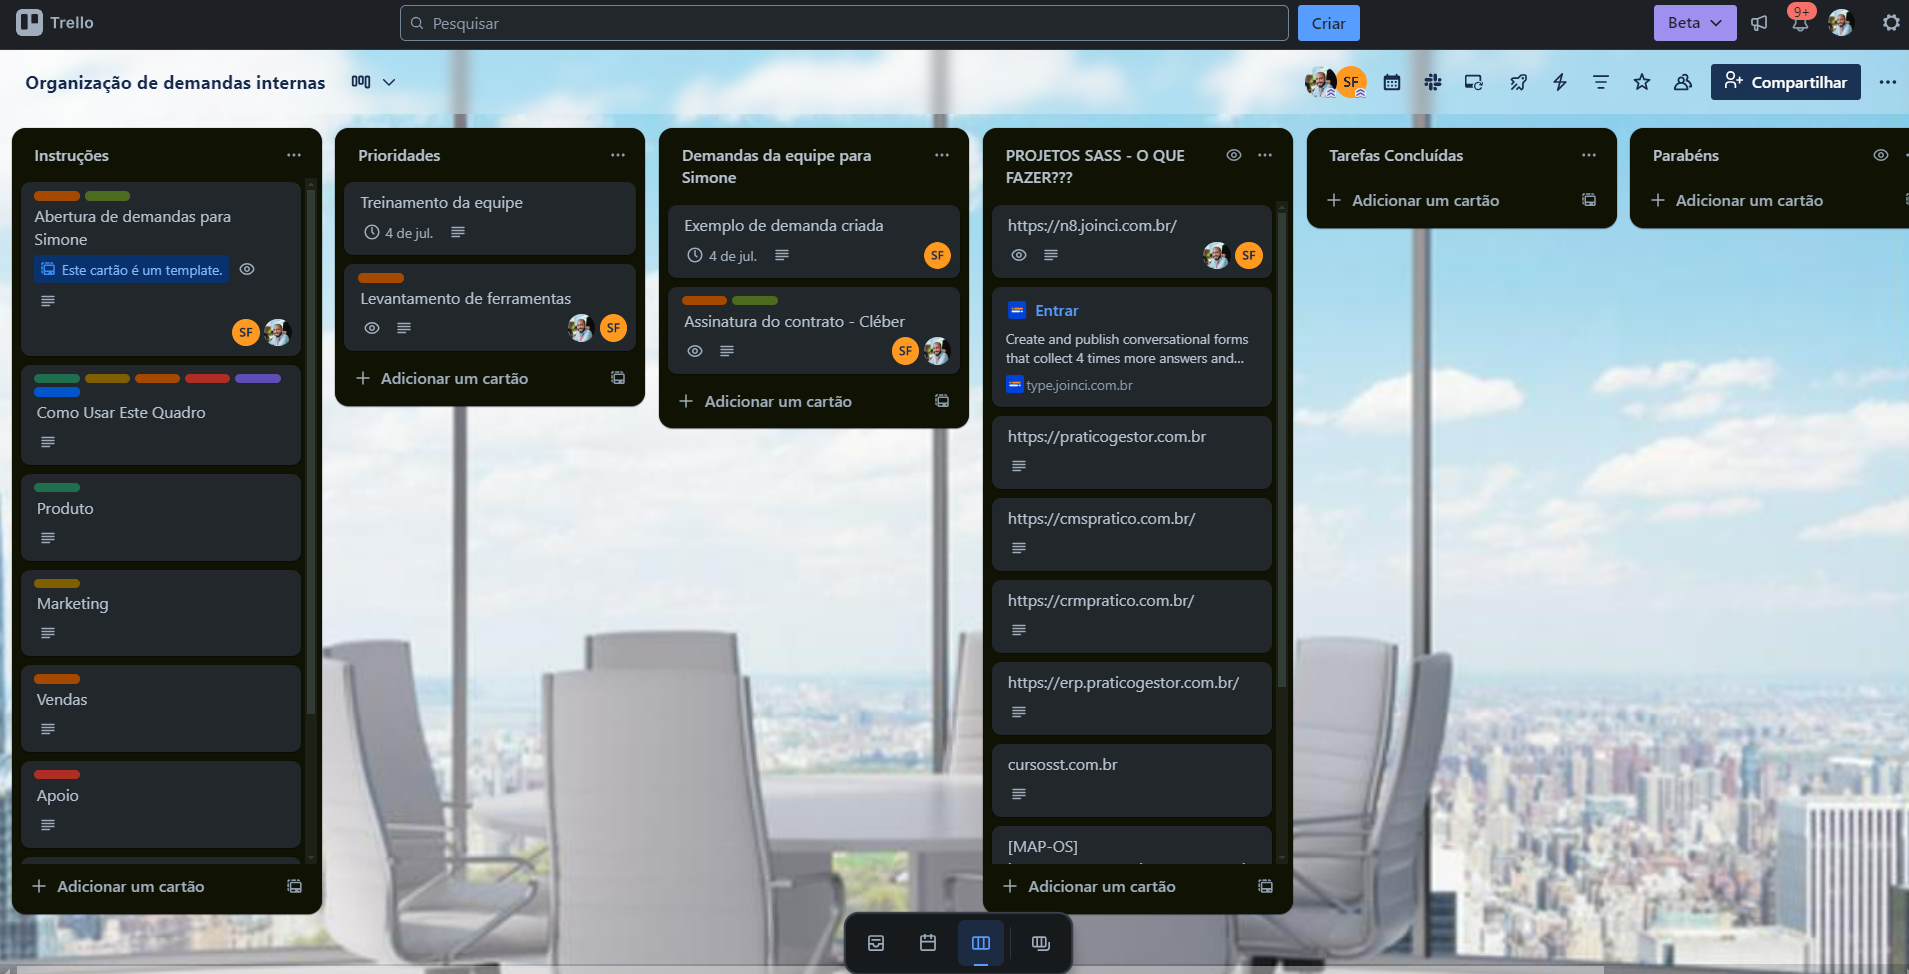 Trello
Pesquisar
Criar
Beta
9+
Organização de demandas internas
SF
Compartilhar
Instruções
Abertura de demandas para
Simone
Este cartão é um template.
SF
Como Usar Este Quadro
Produto
Marketing
Vendas
Apoio
Adicionar um cartão
Prioridades
Treinamento da equipe
4 de jul.
Levantamento de ferramentas
SF
Adicionar um cartão
Demandas da equipe para
Simone
Exemplo de demanda criada
4 de jul.
SF
Assinatura do contrato - Cléber
SF
Adicionar um cartão
PROJETOS SASS - O QUE
FAZER???
https://n8.joinci.com.br/
SF
Entrar
Create and publish conversational forms
that collect 4 times more answers and...
type.joinci.com.br
https://praticogestor.com.br
https://cmspratico.com.br/
https://crmpratico.com.br/
https://erp.praticogestor.com.br/
cursosst.com.br
[MAP-OS]
Adicionar um cartão
Tarefas Concluídas
Adicionar um cartão
Parabéns
Adicionar um cartão